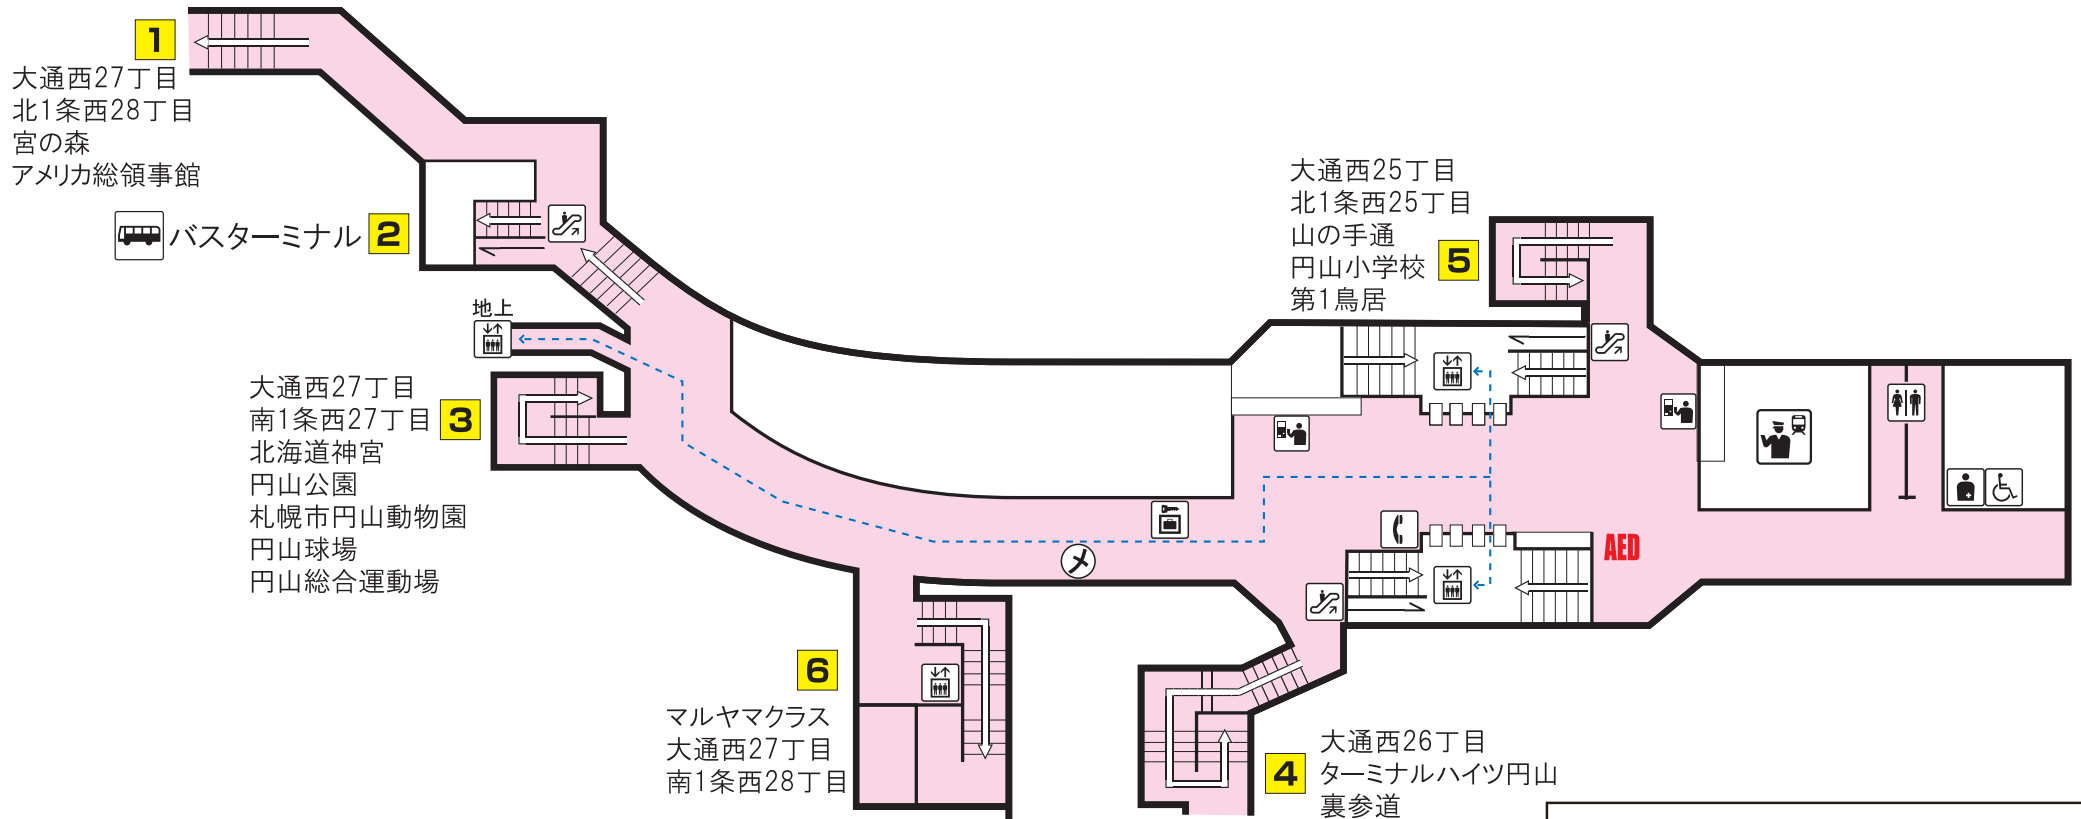 1
大通西27丁目
北1条西28丁目
宮の森
アメリカ総領事館
バスターミナル 2
地上
3
大通西27丁目
南1条西27丁目
北海道神宮
円山公園
札幌市円山動物園
円山球場
円山総合運動場
大通西25丁目
北1条西25丁目
山の手通
円山小学校
第1鳥居
5
メ
AED
6
マルヤマクラス
大通西27丁目
南1条西28丁目
4
大通西26丁目
ターミナルハイツ円山
裏参道